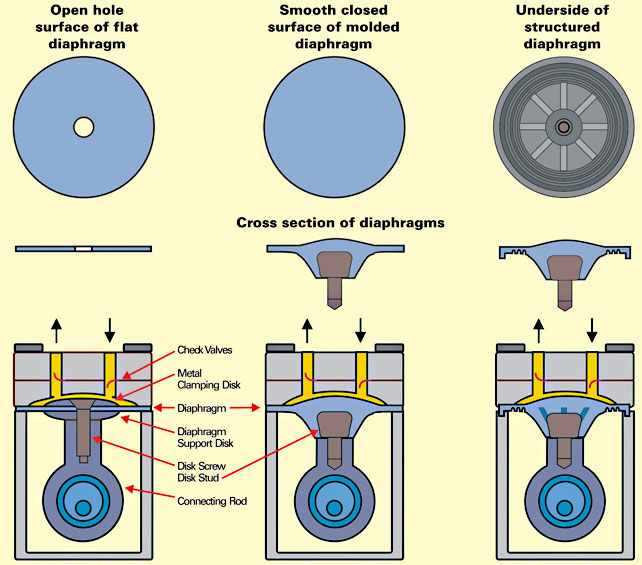 Open hole
surface of flat
diaphragm
Smooth closed
surface of molded
diaphragm
Underside of
structured
diaphragm
Cross section of diaphragms
Check Valves
Metal
Clamping Disk
Diaphragm
Diaphragm
Support Disk
Disk Screw
Disk Stud
Connecting Rod